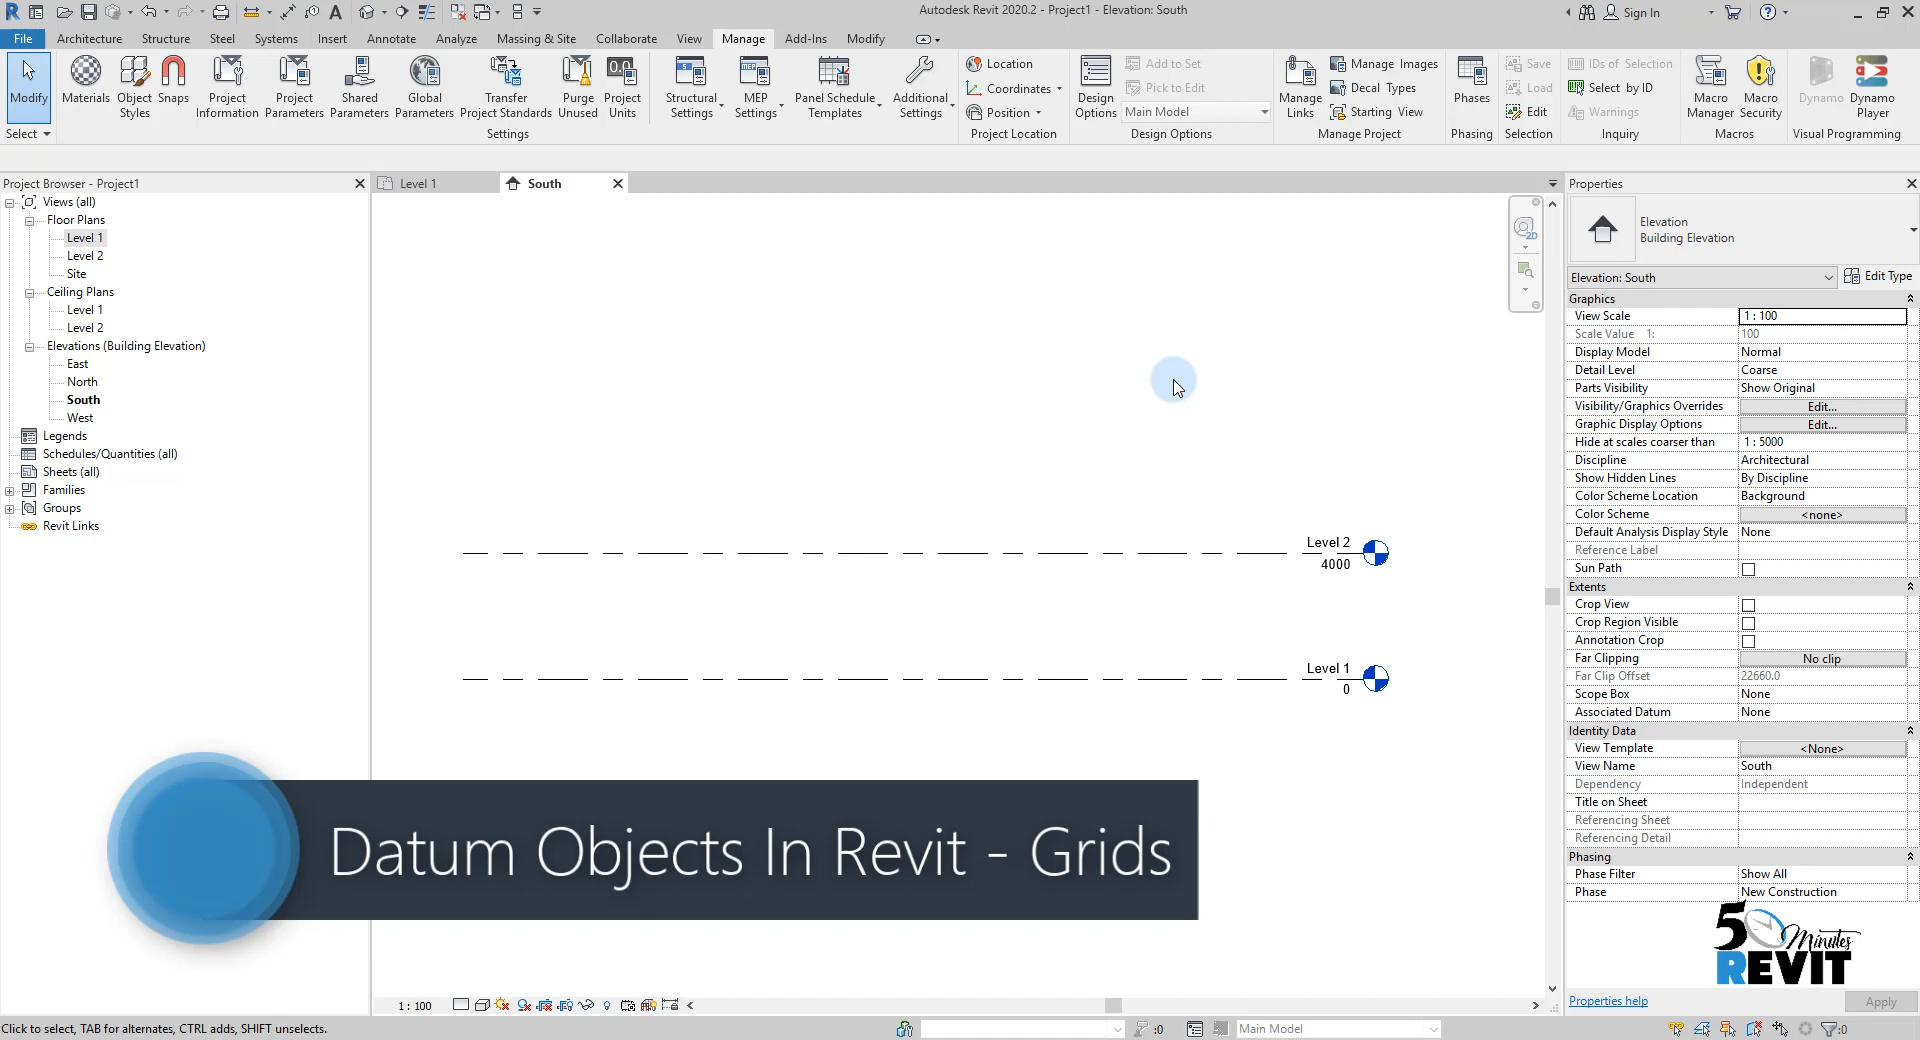 Autodesk Revit 2020.2 - Project1 - Elevation: South
Sign In
File Architecture Structure Steel Systems Insert Annotate Analyze Massing & Site Collaborate View Manage Add-Ins Modify
Modify
Materials
Object Styles
Snaps
Project Information
Project Parameters
Shared Parameters
Global Parameters
Transfer Project Standards
Purge Unused
Project Units
Structural Settings
MEP Settings
Panel Schedule Templates
Additional Settings
Location
Coordinates
Position
Design Options
Add to Set
Pick to Edit
Main Model
Manage Links
Manage Images
Decal Types
Starting View
Phases
Save
Load
Edit
IDs of Selection
Select by ID
Warnings
Macro Manager
Macro Security
Dynamo
Dynamo Player
Select
Settings
Project Location
Design Options
Manage Project
Phasing
Selection
Inquiry
Macros
Visual Programming
Project Browser - Project1
Views (all)
Floor Plans
Level 1
Level 2
Site
Ceiling Plans
Level 1
Level 2
Elevations (Building Elevation)
East
North
South
West
Legends
Schedules/Quantities (all)
Sheets (all)
Families
Groups
Revit Links
Level 1
South
2D
Level 2
4000
Level 1
0
Datum Objects In Revit - Grids
Properties
Elevation
Building Elevation
Elevation: South
Edit Type
Graphics
View Scale 1 : 100
Scale Value 1: 100
Display Model Normal
Detail Level Coarse
Parts Visibility Show Original
Visibility/Graphics Overrides Edit...
Graphic Display Options Edit...
Hide at scales coarser than 1 : 5000
Discipline Architectural
Show Hidden Lines By Discipline
Color Scheme Location Background
Color Scheme <none>
Default Analysis Display Style None
Reference Label
Sun Path
Extents
Crop View
Crop Region Visible
Annotation Crop
Far Clipping No clip
Far Clip Offset 22660.0
Scope Box None
Associated Datum None
Identity Data
View Template <None>
View Name South
Dependency Independent
Title on Sheet
Referencing Sheet
Referencing Detail
Phasing
Phase Filter Show All
Phase New Construction
5 Minutes
REVIT
Properties help
Apply
1 : 100
Click to select, TAB for alternates, CTRL adds, SHIFT unselects.
:0
Main Model
:0